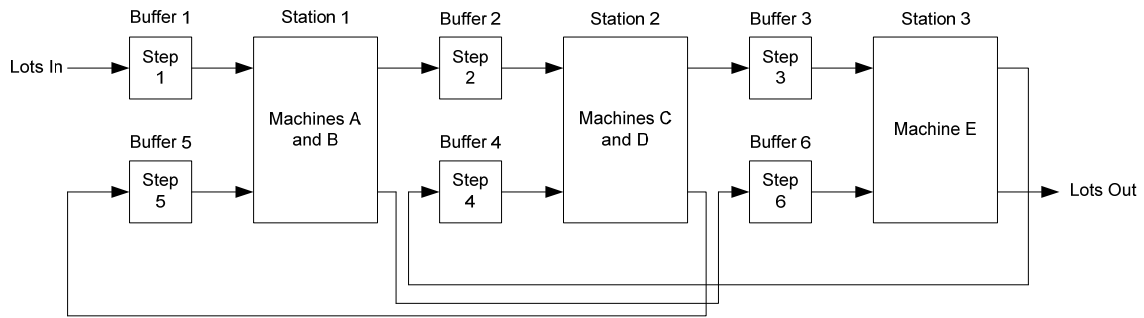 Buffer 1
Station 1
Buffer 2
Station 2
Buffer 3
Station 3
Lots In
Step
1
Machines A
and B
Step
2
Machines C
and D
Step
3
Machine E
Buffer 5
Buffer 4
Buffer 6
Step
5
Step
4
Step
6
Lots Out